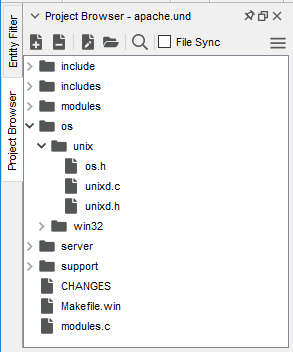 Project Browser - apache.und
File Sync
Entity Filter
Project Browser
include
includes
modules
os
unix
os.h
unixd.c
unixd.h
win32
server
support
CHANGES
Makefile.win
modules.c